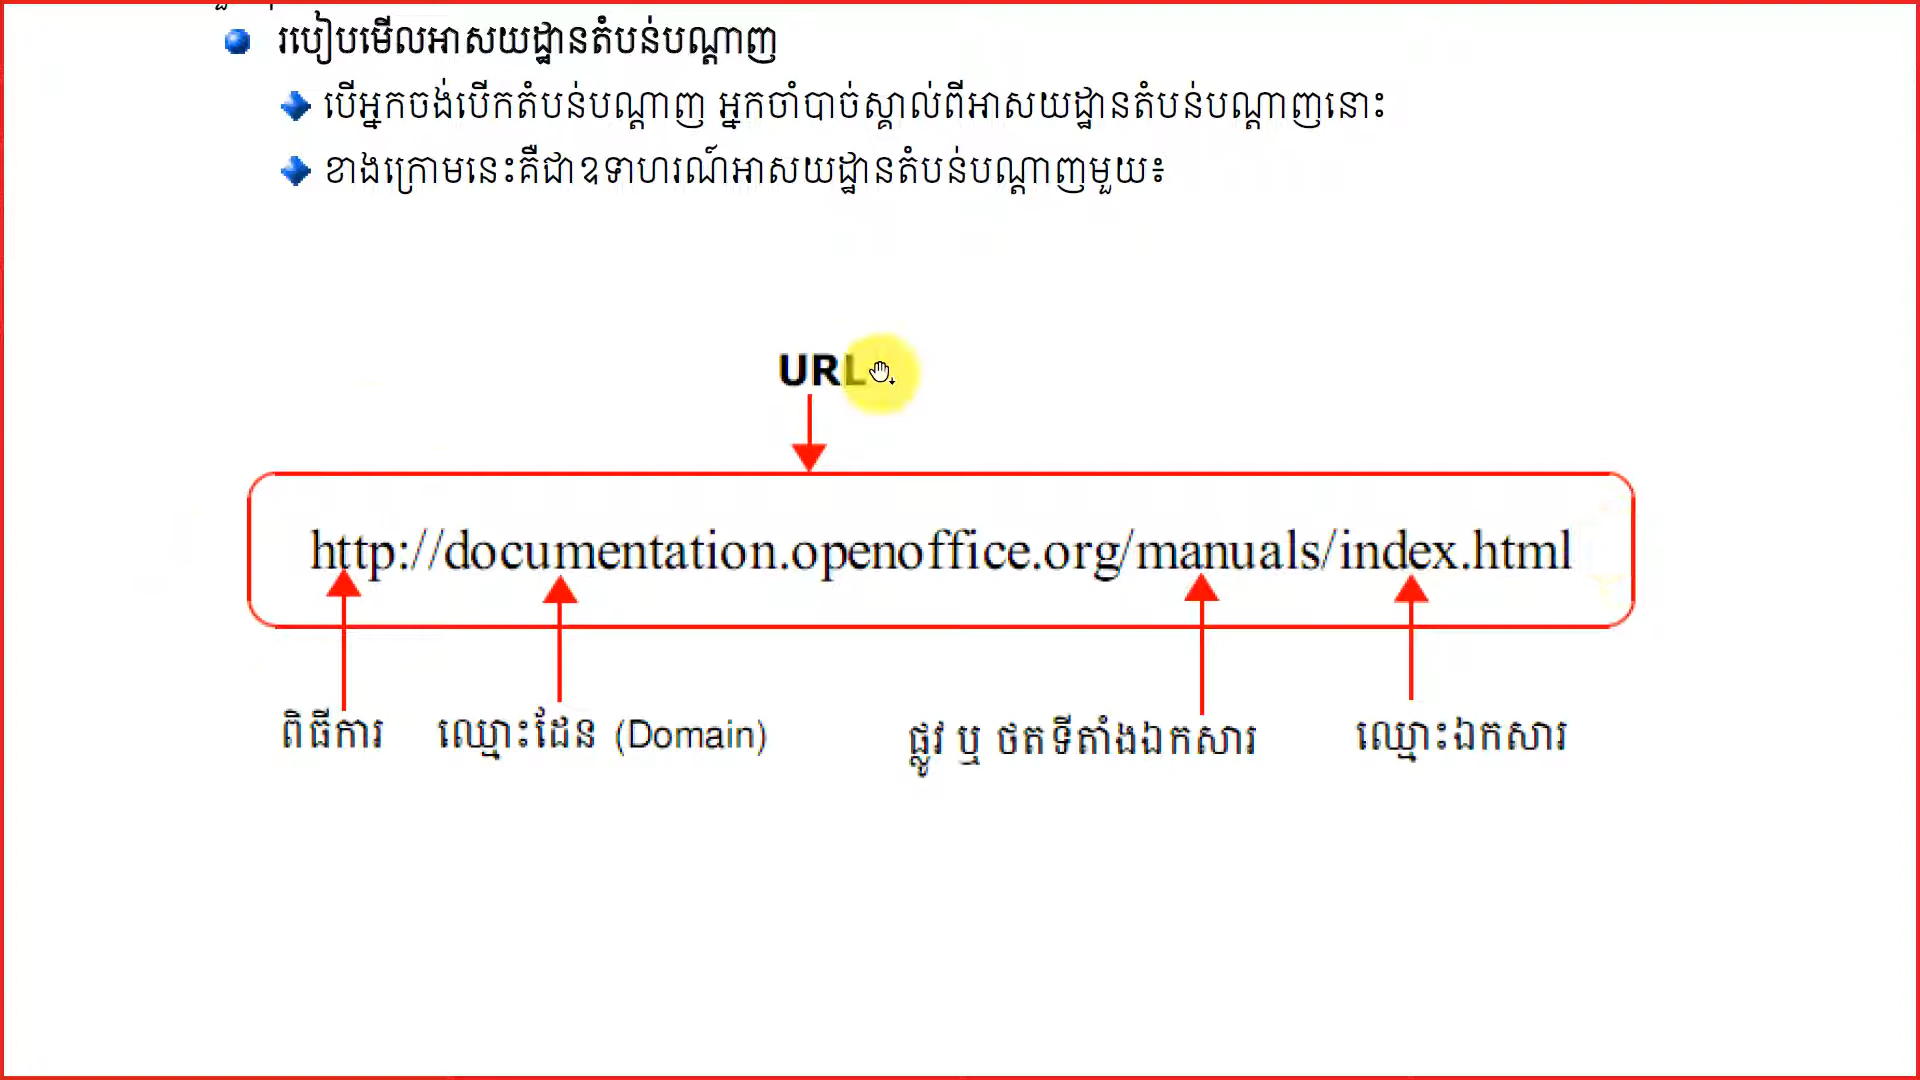 របៀបមើលអាសយដ្ឋានតំបន់បណ្ដាញ
បើអ្នកចង់បើកតំបន់បណ្ដាញ អ្នកចាំបាច់ស្គាល់ពីអាសយដ្ឋានតំបន់បណ្ដាញនោះ
ខាងក្រោមនេះគឺជាឧទាហរណ៍អាសយដ្ឋានតំបន់បណ្ដាញមួយ៖
URL
http://documentation.openoffice.org/manuals/index.html
ពិធីការ ឈ្មោះដែន (Domain) ផ្លូវ ឬ ថតទីតាំងឯកសារ ឈ្មោះឯកសារ